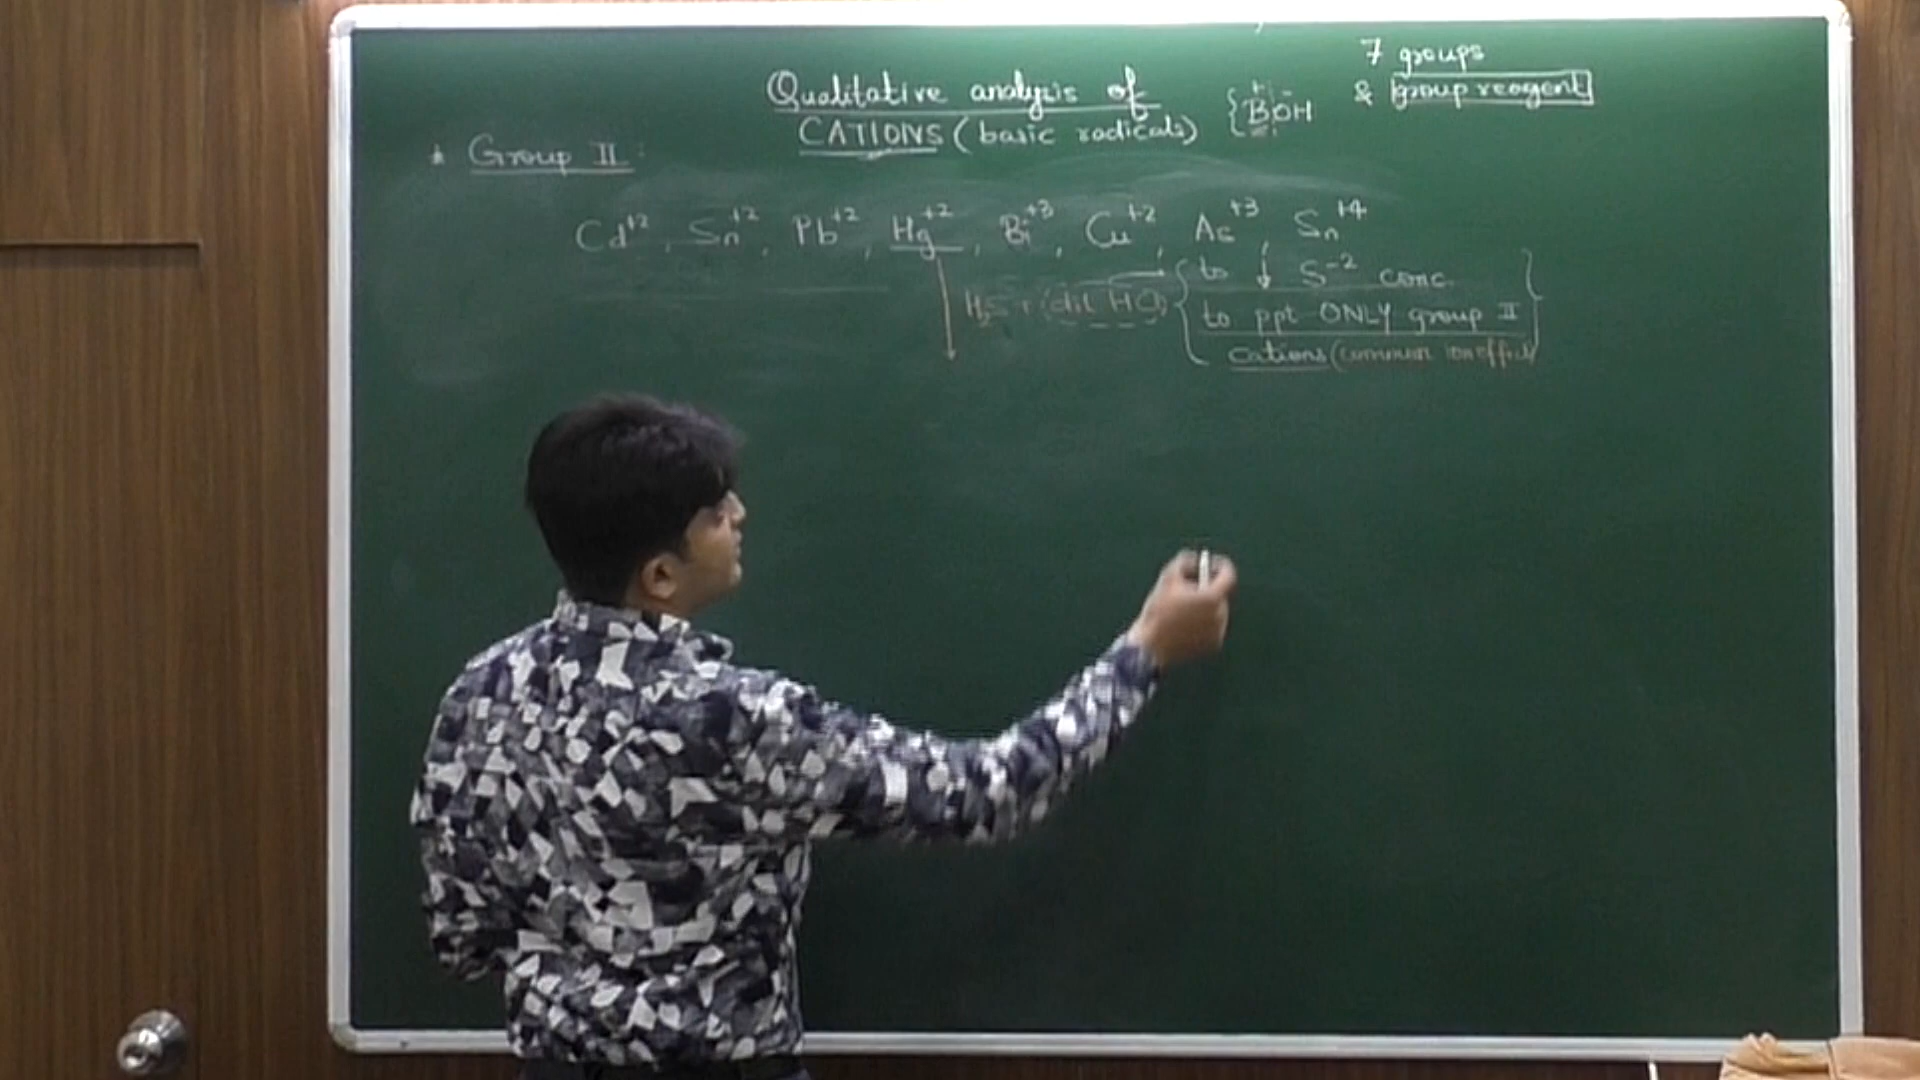 7 groups
& group reagent
Qualitative analysis of
CATIONS (basic radicals) { B⁺OH⁻
* Group II :
Cd⁺², Sn⁺², Pb⁺², Hg⁺², Bi⁺³, Cu⁺², As⁺³, Sn⁺⁴
H₂S + (dil HCl) { to ↓ S⁻² conc. }
to ppt ONLY group II
cations (common ion effect)